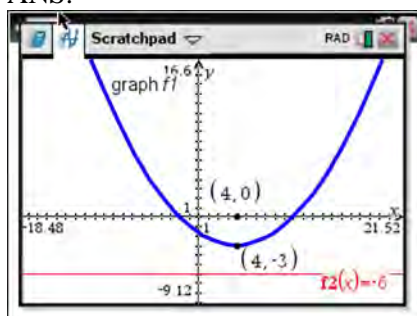 ANS:
Scratchpad RAD
16.6 y
graph f1
(4,0)
1 x
-18.48 1 21.52
(4,-3)
f2(x)=-6
-9.12